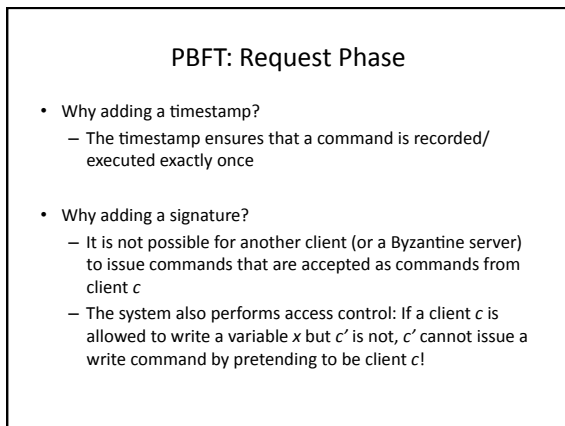 PBFT: Request Phase
• Why adding a timestamp?
– The timestamp ensures that a command is recorded/
executed exactly once
• Why adding a signature?
– It is not possible for another client (or a Byzantine server)
to issue commands that are accepted as commands from
client c
– The system also performs access control: If a client c is
allowed to write a variable x but c’ is not, c’ cannot issue a
write command by pretending to be client c!